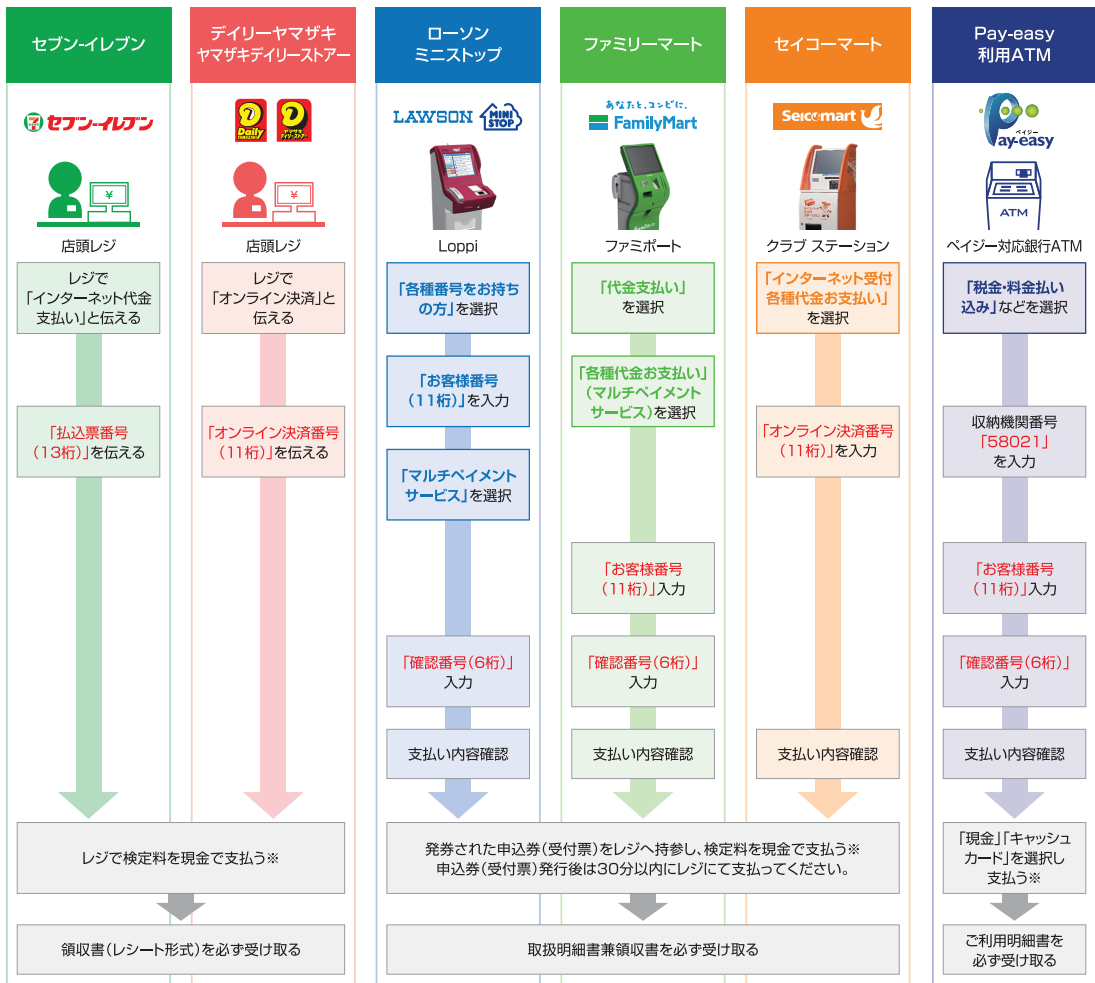 セブン-イレブン
デイリーヤマザキ
ヤマザキデイリーストアー
ローソン
ミニストップ
ファミリーマート
セイコーマート
Pay-easy
利用ATM
セブン-イレブン
Daily
ヤマザキ
デイリーストアー
LAWSON
MINI
STOP
あなたと、コンビに、
FamilyMart
Seicomart
ペイジー
Pay-easy
¥
店頭レジ
¥
店頭レジ
Loppi
ファミポート
クラブ ステーション
ATM
ペイジー対応銀行ATM
レジで
「インターネット代金
支払い」と伝える
「払込票番号
(13桁)」を伝える
レジで
「オンライン決済」と
伝える
「オンライン決済番号
(11桁)」を伝える
「各種番号をお持ち
の方」を選択
「お客様番号
(11桁)」を入力
「マルチペイメント
サービス」を選択
「確認番号(6桁)」
入力
支払い内容確認
「代金支払い」
を選択
「各種代金お支払い」
(マルチペイメント
サービス)を選択
「お客様番号
(11桁)」入力
「確認番号(6桁)」
入力
支払い内容確認
「インターネット受付
各種代金お支払い」
を選択
「オンライン決済番号
(11桁)」を入力
支払い内容確認
「税金・料金払い
込み」などを選択
収納機関番号
「58021」
を入力
「お客様番号
(11桁)」入力
「確認番号(6桁)」
入力
支払い内容確認
レジで検定料を現金で支払う※
領収書(レシート形式)を必ず受け取る
発券された申込券(受付票)をレジへ持参し、検定料を現金で支払う※
申込券(受付票)発行後は30分以内にレジにて支払ってください。
取扱明細書兼領収書を必ず受け取る
「現金」「キャッシュ
カード」を選択し
支払う※
ご利用明細書を
必ず受け取る